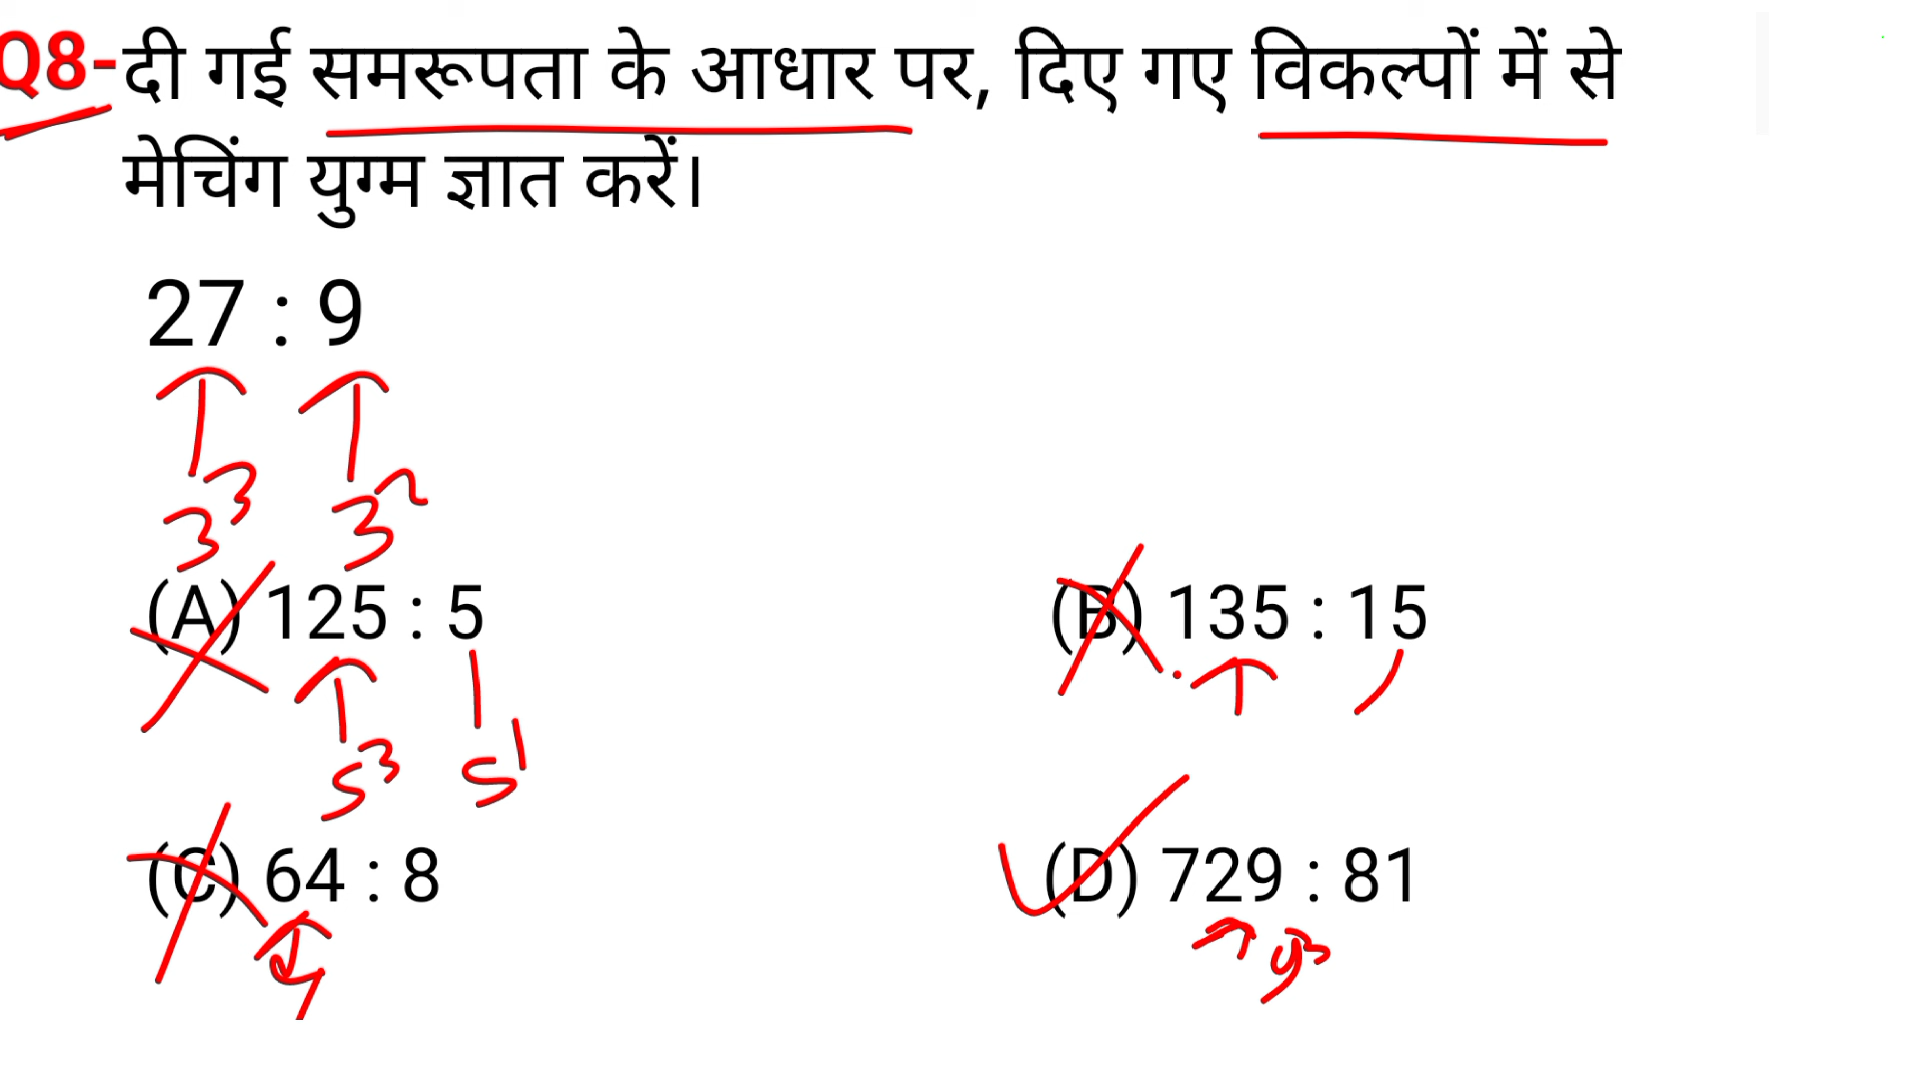 Q8-दी गई समरूपता के आधार पर, दिए गए विकल्पों में से
मेचिंग युग्म ज्ञात करें।
27 : 9
3³ 3²
(A) 125 : 5 (B) 135 : 15
5³ 5¹
(C) 64 : 8 (D) 729 : 81
9³